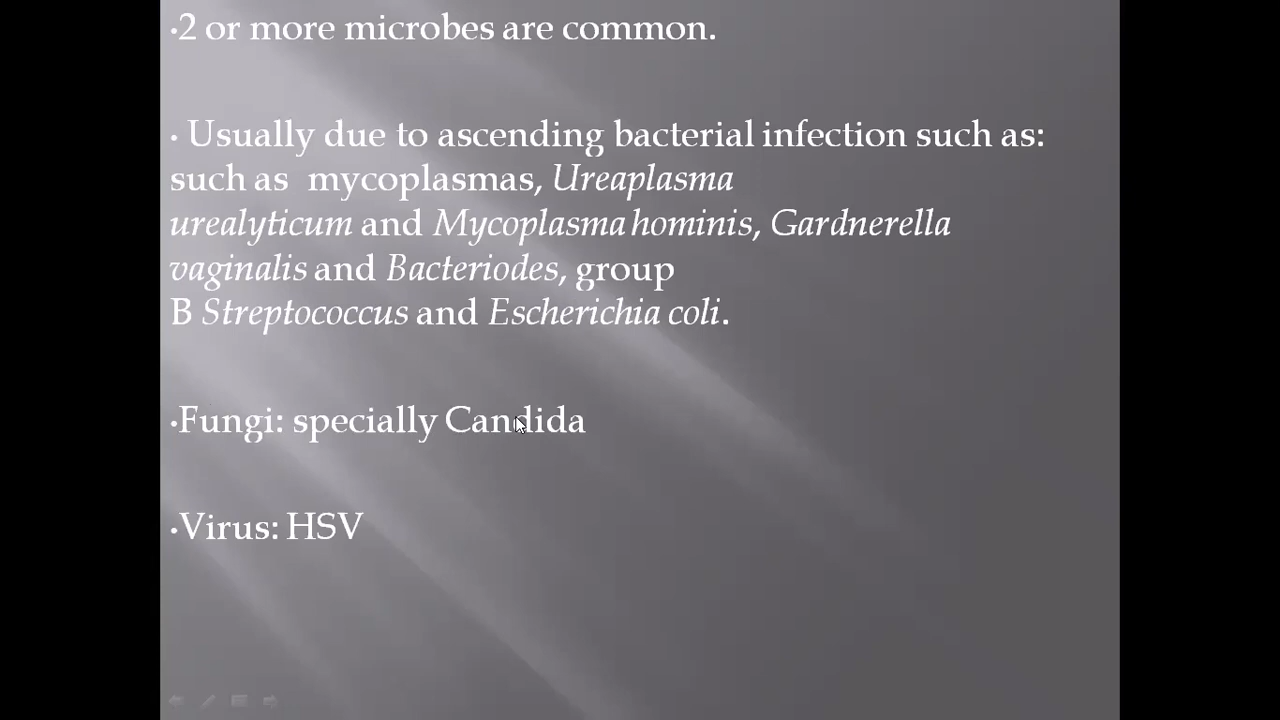 •2 or more microbes are common.
• Usually due to ascending bacterial infection such as:
such as mycoplasmas, Ureaplasma
urealyticum and Mycoplasma hominis, Gardnerella
vaginalis and Bacteriodes, group
B Streptococcus and Escherichia coli.
•Fungi: specially Candida
•Virus: HSV